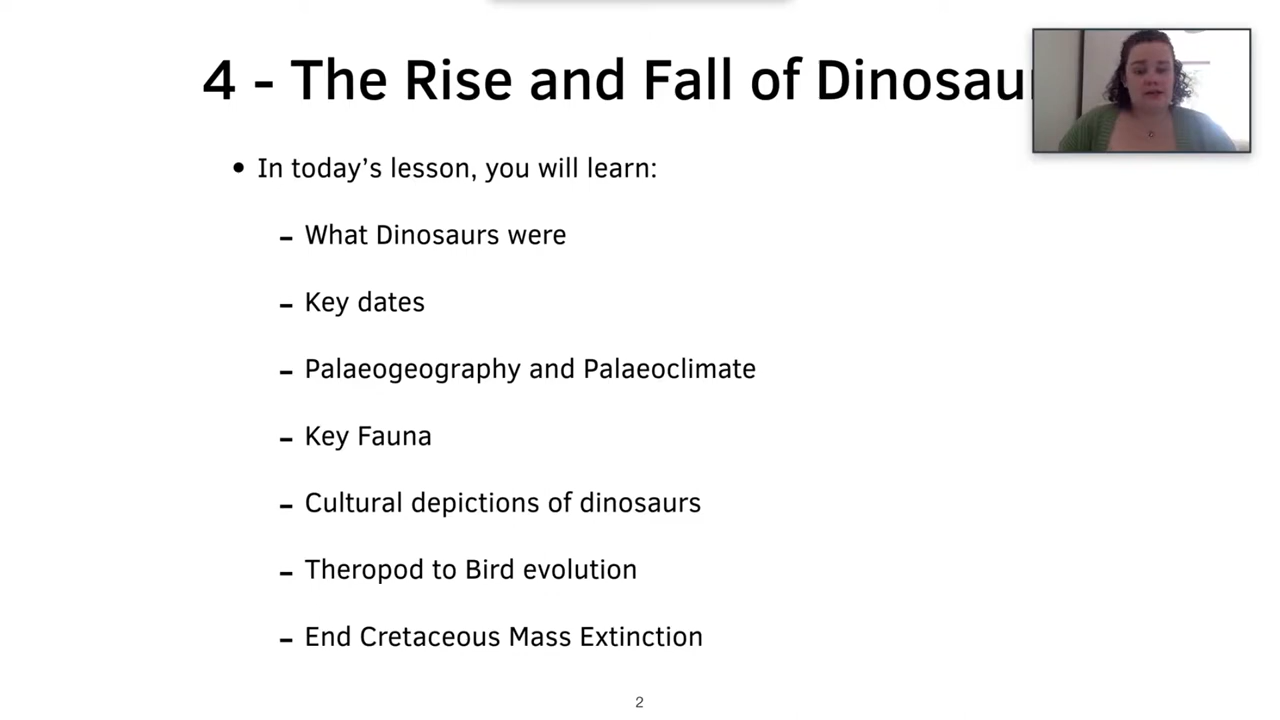 4 - The Rise and Fall of
• In today's lesson, you will learn:
- What Dinosaurs were
- Key dates
- Palaeogeography and Palaeoclimate
- Key Fauna
- Cultural depictions of dinosaurs
- Theropod to Bird evolution
- End Cretaceous Mass Extinction
2